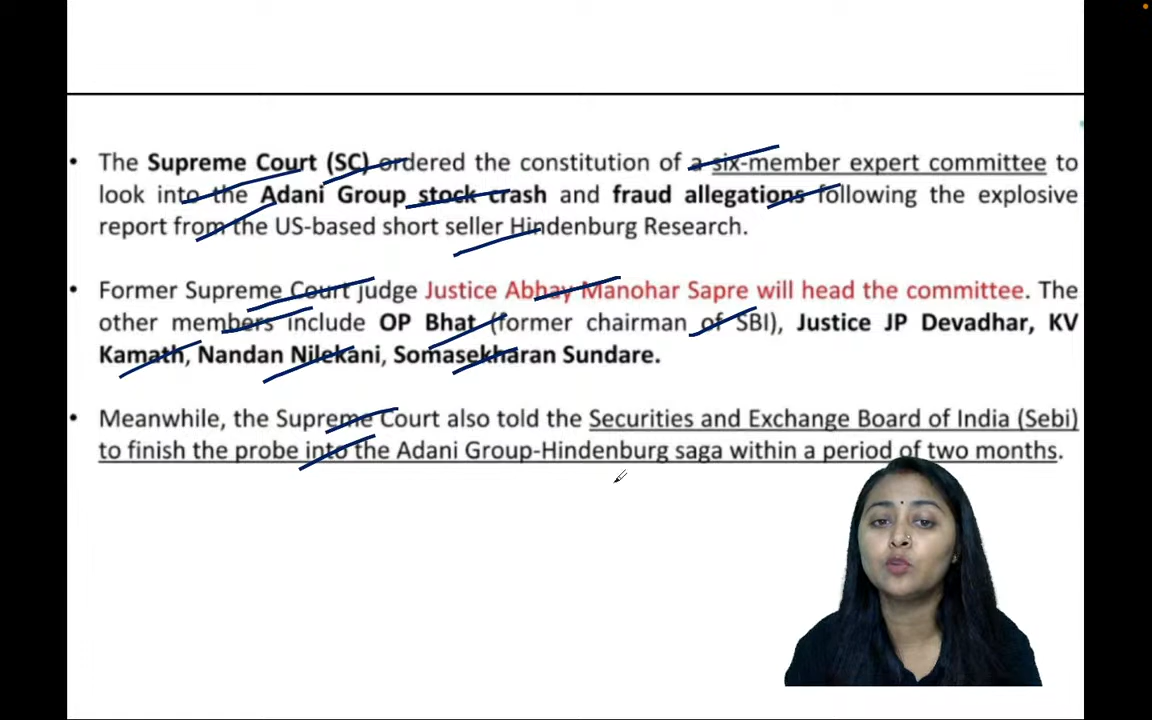 • The Supreme Court (SC) ordered the constitution of a six-member expert committee to
look into the Adani Group stock crash and fraud allegations following the explosive
report from the US-based short seller Hindenburg Research.
• Former Supreme Court judge Justice Abhay Manohar Sapre will head the committee. The
other members include OP Bhat (former chairman of SBI), Justice JP Devadhar, KV
Kamath, Nandan Nilekani, Somasekharan Sundare.
• Meanwhile, the Supreme Court also told the Securities and Exchange Board of India (Sebi)
to finish the probe into the Adani Group-Hindenburg saga within a period of two months.